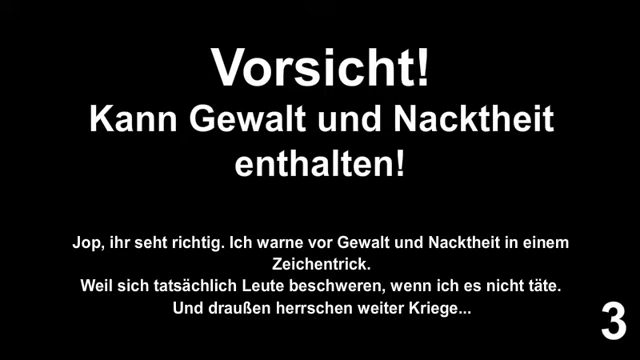 Vorsicht!
Kann Gewalt und Nacktheit
enthalten!
Jop, ihr seht richtig. Ich warne vor Gewalt und Nacktheit in einem
Zeichentrick.
Weil sich tatsächlich Leute beschweren, wenn ich es nicht täte.
Und draußen herrschen weiter Kriege...
3